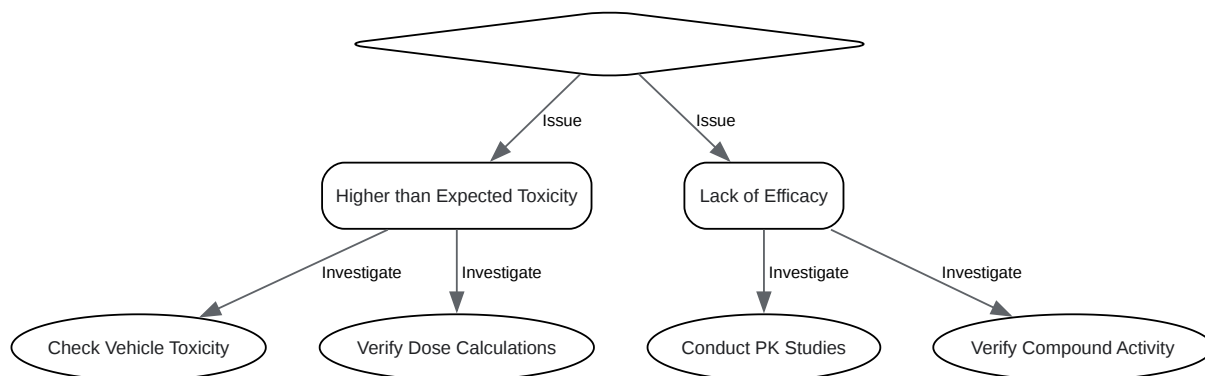 Issue
Issue
Higher than Expected Toxicity
Lack of Efficacy
Investigate
Investigate
Investigate
Investigate
Check Vehicle Toxicity
Verify Dose Calculations
Conduct PK Studies
Verify Compound Activity